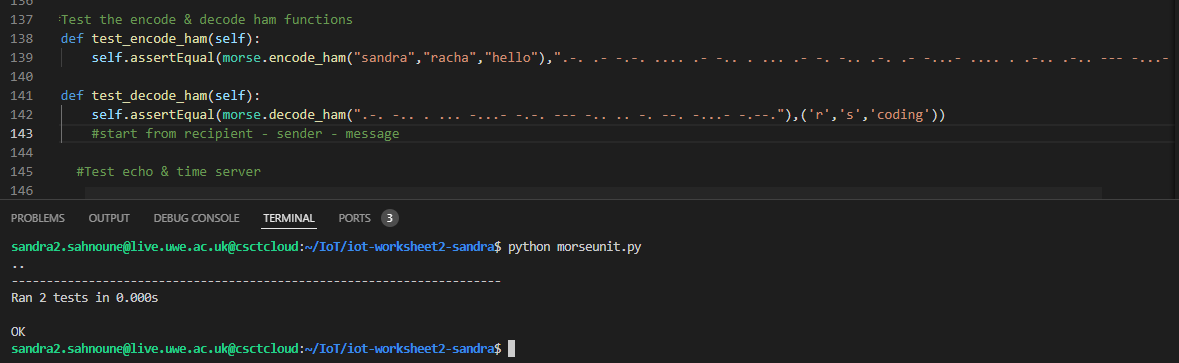 136
137 #Test the encode & decode ham functions
138 def test_encode_ham(self):
139 self.assertEqual(morse.encode_ham("sandra","racha","hello"),".-. .- -.-. .... .- -.. . ... .- -. -.. .-. .- -...- .... . .-.. .-.. --- -...-
140
141 def test_decode_ham(self):
142 self.assertEqual(morse.decode_ham(".-. -.. . ... -...- -.-. --- -.. .. -. --. -...- -.--."),('r','s','coding'))
143 #start from recipient - sender - message
144
145 #Test echo & time server
146
PROBLEMS OUTPUT DEBUG CONSOLE TERMINAL PORTS 3
sandra2.sahnoune@live.uwe.ac.uk@csctcloud:~/IoT/iot-worksheet2-sandra$ python morseunit.py
..
----------------------------------------------------------------------
Ran 2 tests in 0.000s
OK
sandra2.sahnoune@live.uwe.ac.uk@csctcloud:~/IoT/iot-worksheet2-sandra$